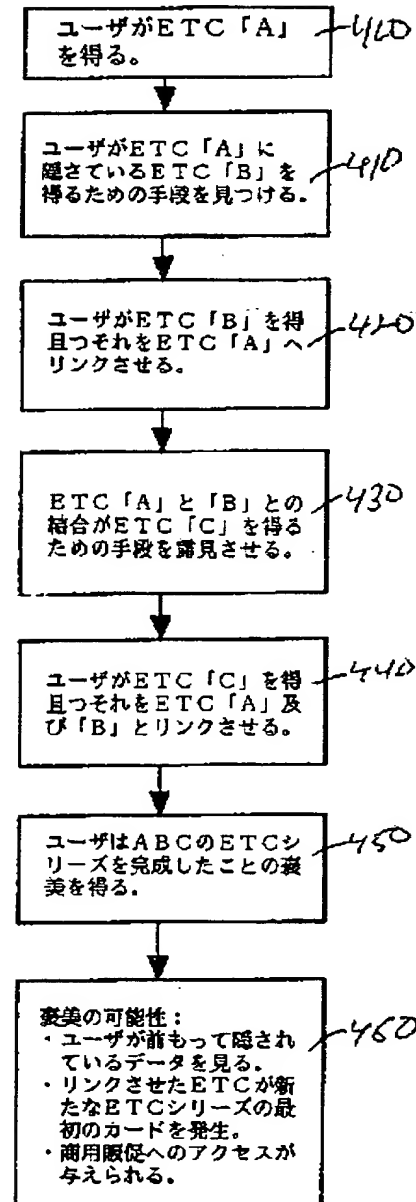 ユーザがETC「A」
を得る。
400
ユーザがETC「A」に
隠さているETC「B」を
得るための手段を見つける。
410
ユーザがETC「B」を得
且つそれをETC「A」へ
リンクさせる。
420
ETC「A」と「B」との
結合がETC「C」を得る
ための手段を露見させる。
430
ユーザがETC「C」を得
且つそれをETC「A」及
び「B」とリンクさせる。
440
ユーザはABCのETCシ
リーズを完成したことの褒
美を得る。
450
褒美の可能性：
・ユーザが前もって隠され
ているデータを見る。
・リンクさせたETCが新
たなETCシリーズの最
初のカードを発生。
・商用販促へのアクセスが
与えられる。
460